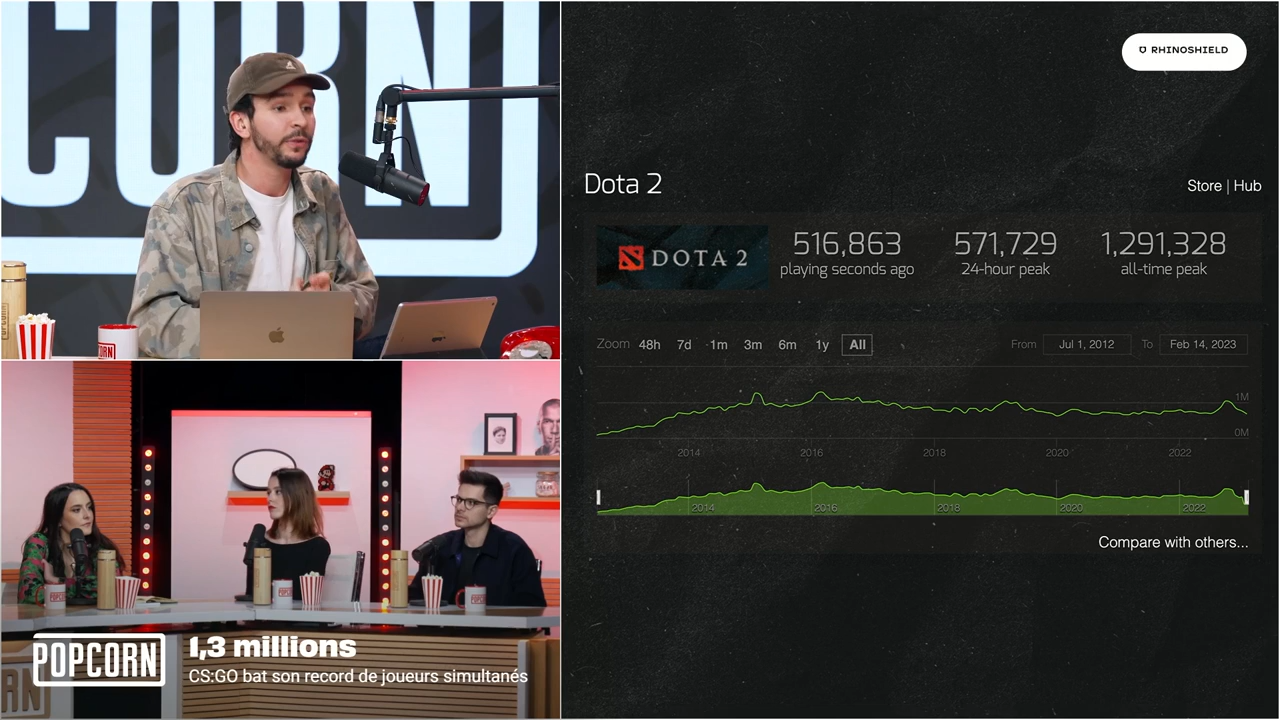 CORN
POPCORN
1,3 millions
CS:GO bat son record de joueurs simultanés
RHINOSHIELD
Dota 2
Store | Hub
DOTA 2
516,863
playing seconds ago
571,729
24-hour peak
1,291,328
all-time peak
Zoom 48h 7d 1m 3m 6m 1y All
From Jul 1, 2012 To Feb 14, 2023
1M
0M
2014 2016 2018 2020 2022
2014 2016 2018 2020 2022
Compare with others...